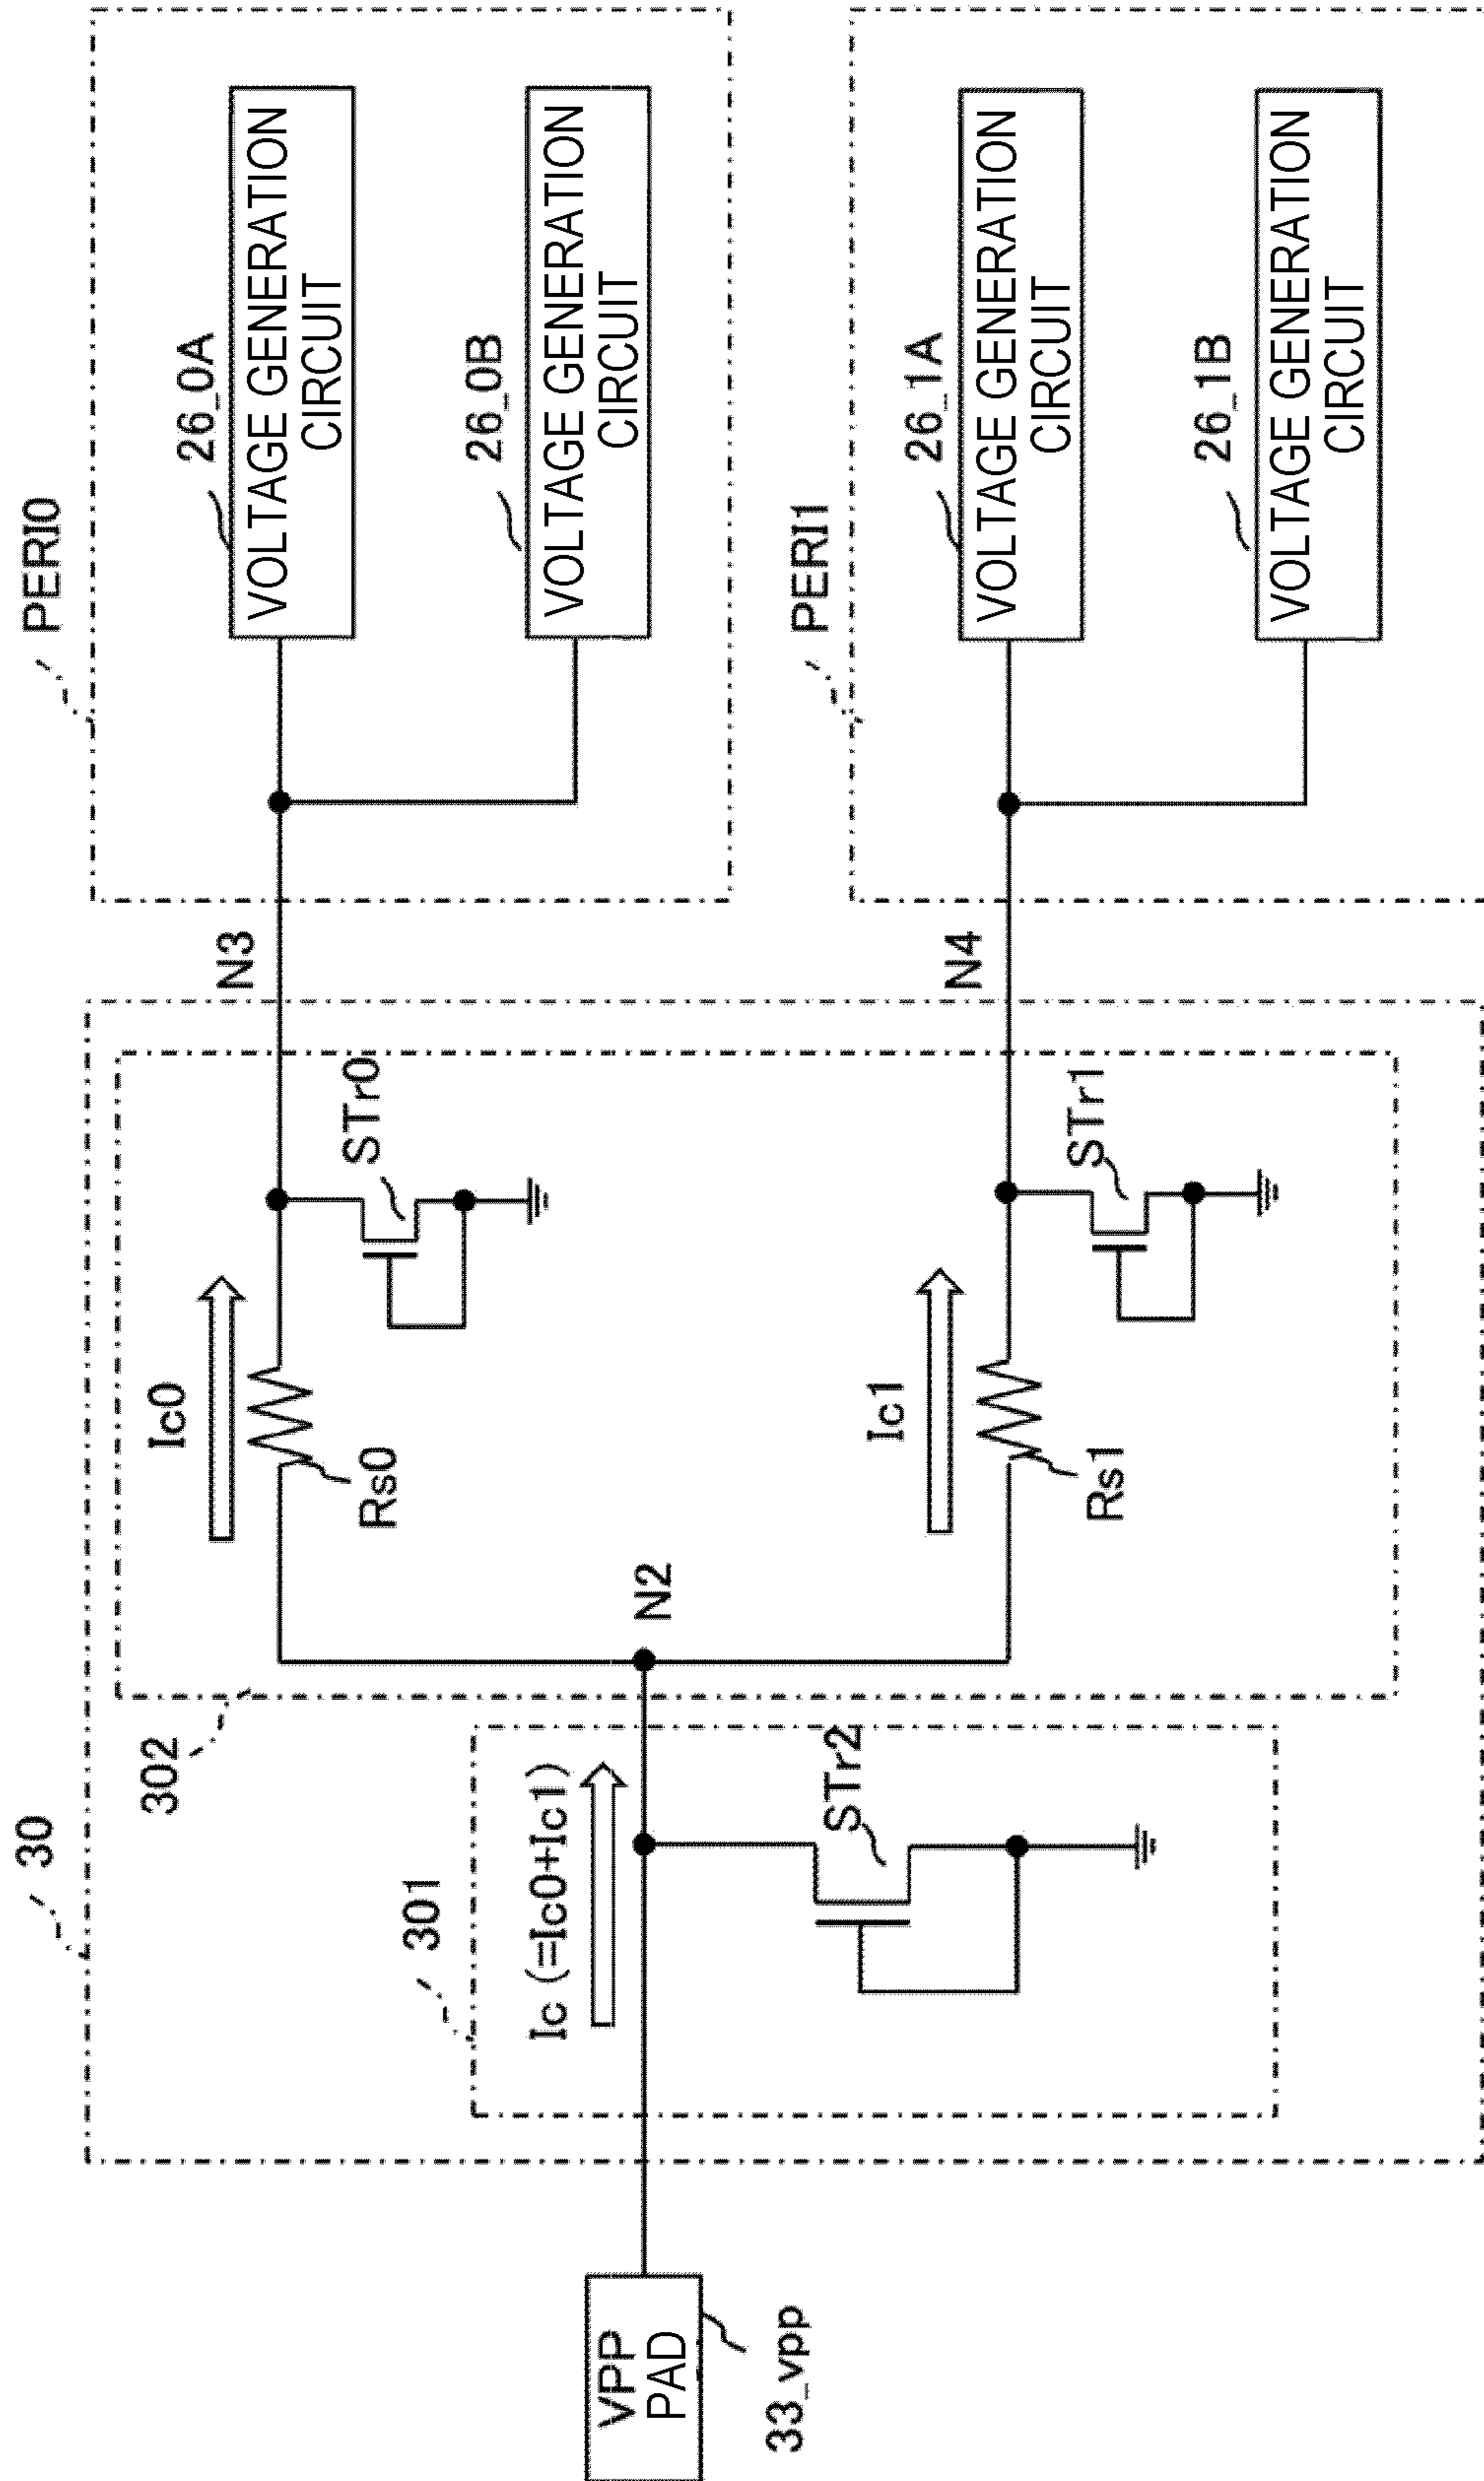 30
302
301
VPP
PAD
33_vpp
Ic (=Ic0+Ic1)
STr2
N2
Ic0
Rs0
STr0
N3
Ic1
Rs1
STr1
N4
PERI0
26_0A
VOLTAGE GENERATION
CIRCUIT
26_0B
VOLTAGE GENERATION
CIRCUIT
PERI1
26_1A
VOLTAGE GENERATION
CIRCUIT
26_1B
VOLTAGE GENERATION
CIRCUIT